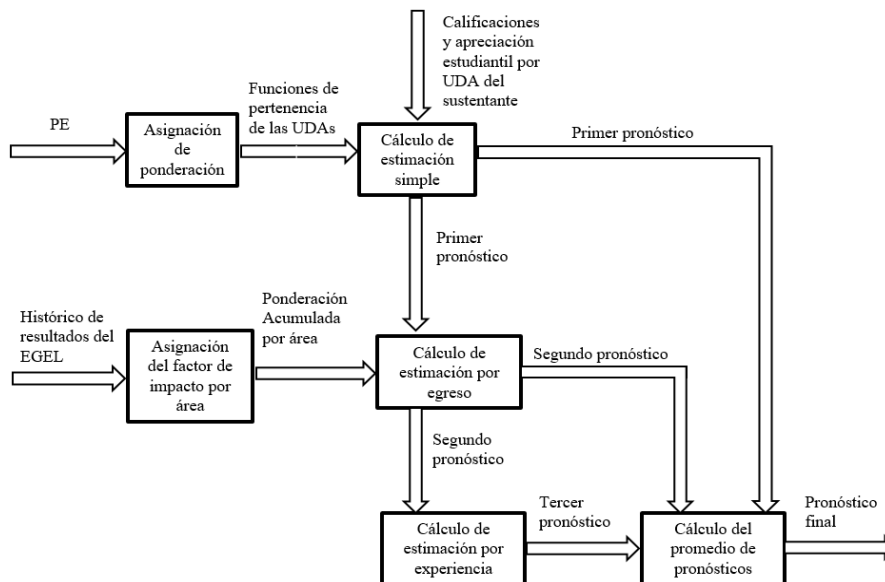 Calificaciones
y apreciación
estudiantil por
UDA del
sustentante
PE
Asignación
de
ponderación
Funciones de
pertenencia
de las UDAs
Cálculo de
estimación
simple
Primer pronóstico
Primer
pronóstico
Histórico de
resultados del
EGEL
Asignación
del factor de
impacto por
área
Ponderación
Acumulada
por área
Cálculo de
estimación por
egreso
Segundo pronóstico
Segundo
pronóstico
Cálculo de
estimación por
experiencia
Tercer
pronóstico
Cálculo del
promedio de
pronósticos
Pronóstico
final